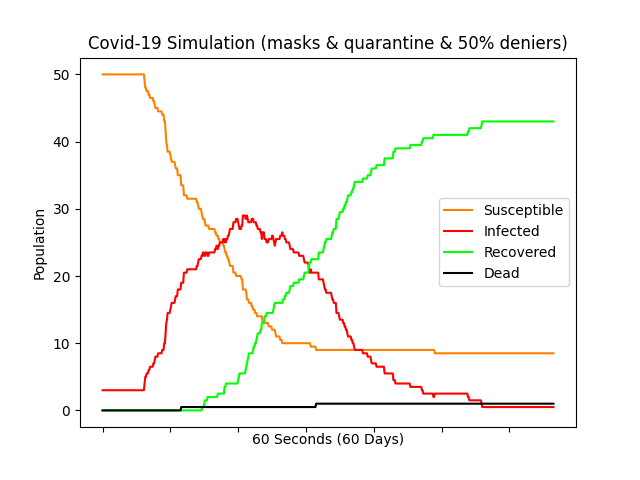 Covid-19 Simulation (masks & quarantine & 50% deniers)
50
40
30
20
10
0
Population
Susceptible
Infected
Recovered
Dead
60 Seconds (60 Days)